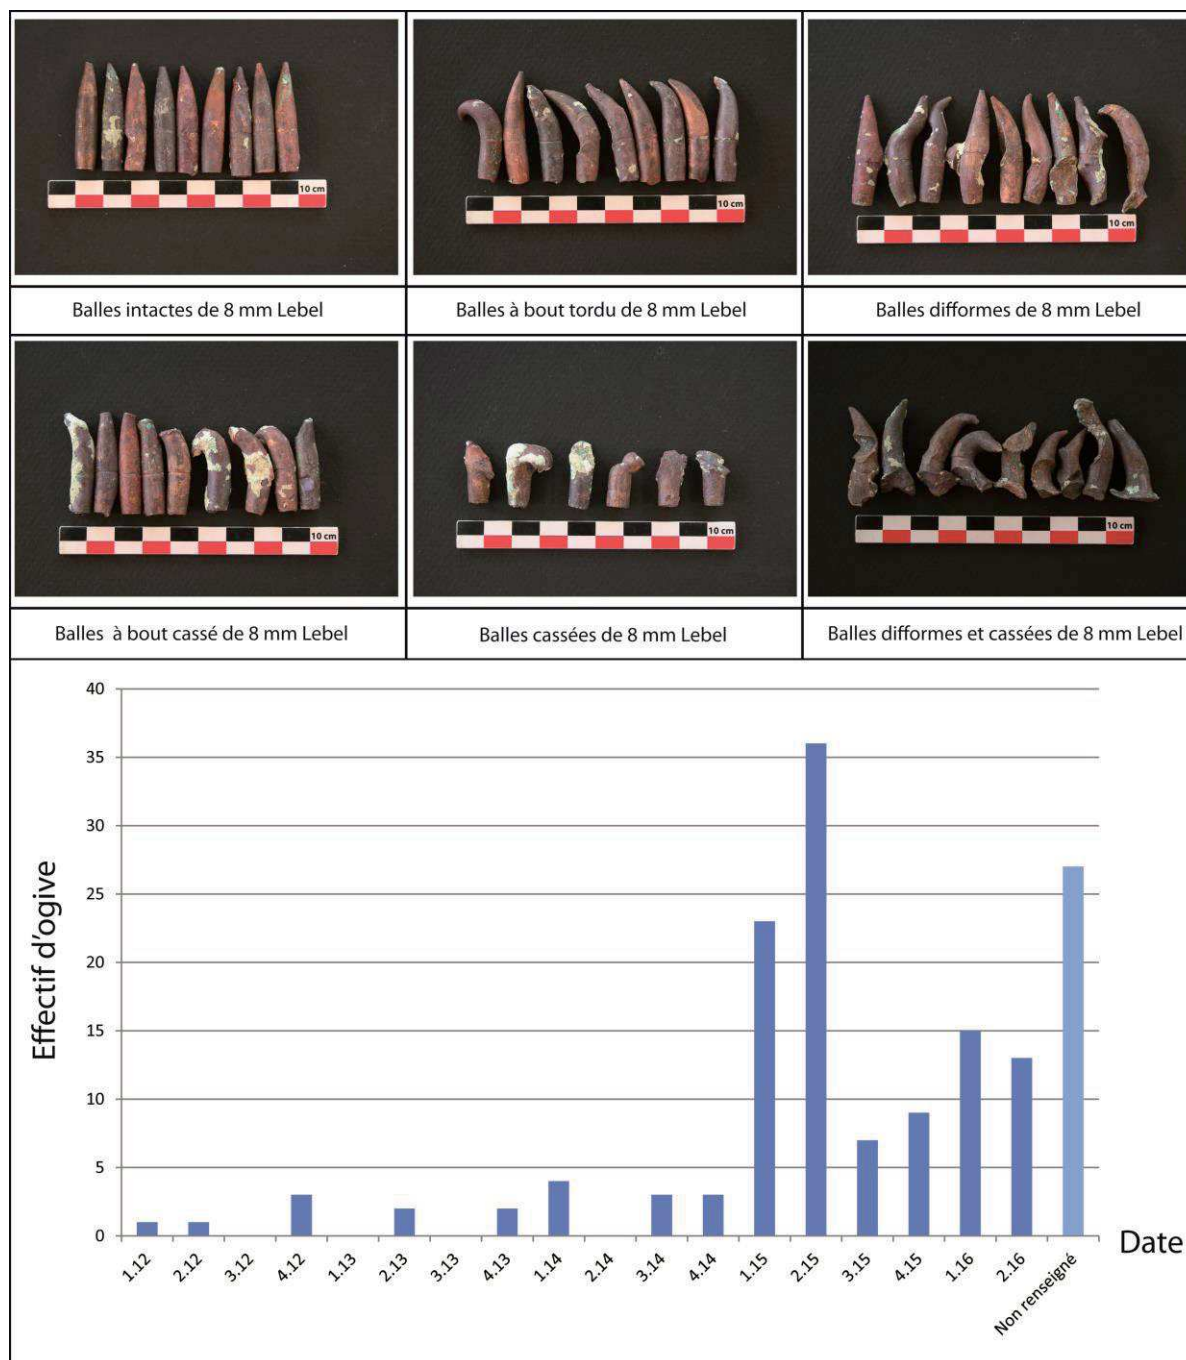 10 cm
10 cm
10 cm
Balles intactes de 8 mm Lebel
Balles à bout tordu de 8 mm Lebel
Balles difformes de 8 mm Lebel
10 cm
10 cm
10 cm
Balles à bout cassé de 8 mm Lebel
Balles cassées de 8 mm Lebel
Balles difformes et cassées de 8 mm Lebel
Effectif d'ogive
40
35
30
25
20
15
10
5
0
1.12
2.12
3.12
4.12
1.13
2.13
3.13
4.13
1.14
2.14
3.14
4.14
1.15
2.15
3.15
4.15
1.16
2.16
Non renseigné
Date